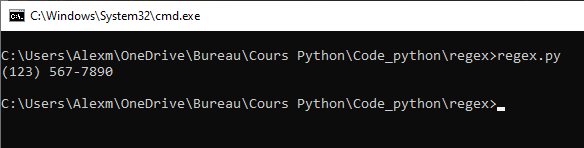 C:\Windows\System32\cmd.exe
C:\Users\Alexm\OneDrive\Bureau\Cours Python\Code_python\regex>regex.py
(123) 567-7890
C:\Users\Alexm\OneDrive\Bureau\Cours Python\Code_python\regex>